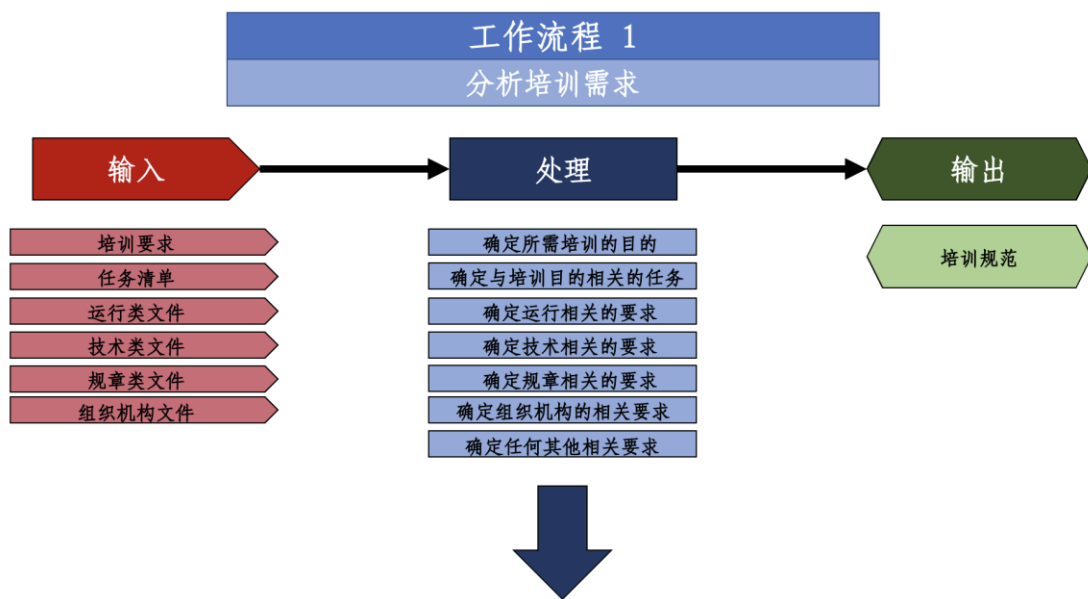 工作流程 1
分析培训需求
输入
处理
输出
培训要求
任务清单
运行类文件
技术类文件
规章类文件
组织机构文件
确定所需培训的目的
确定与培训目的相关的任务
确定运行相关的要求
确定技术相关的要求
确定规章相关的要求
确定组织机构的相关要求
确定任何其他相关要求
培训规范